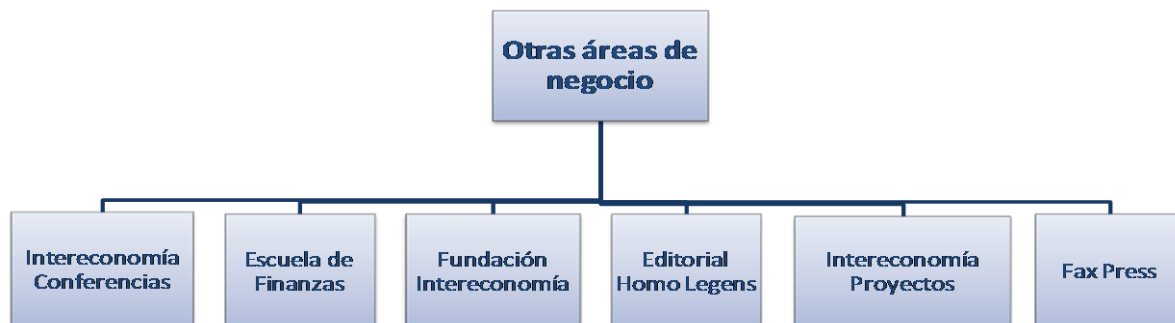 Otras áreas de
negocio
Intereconomía
Conferencias
Escuela de
Finanzas
Fundación
Intereconomía
Editorial
Homo Legens
Intereconomía
Proyectos
Fax Press